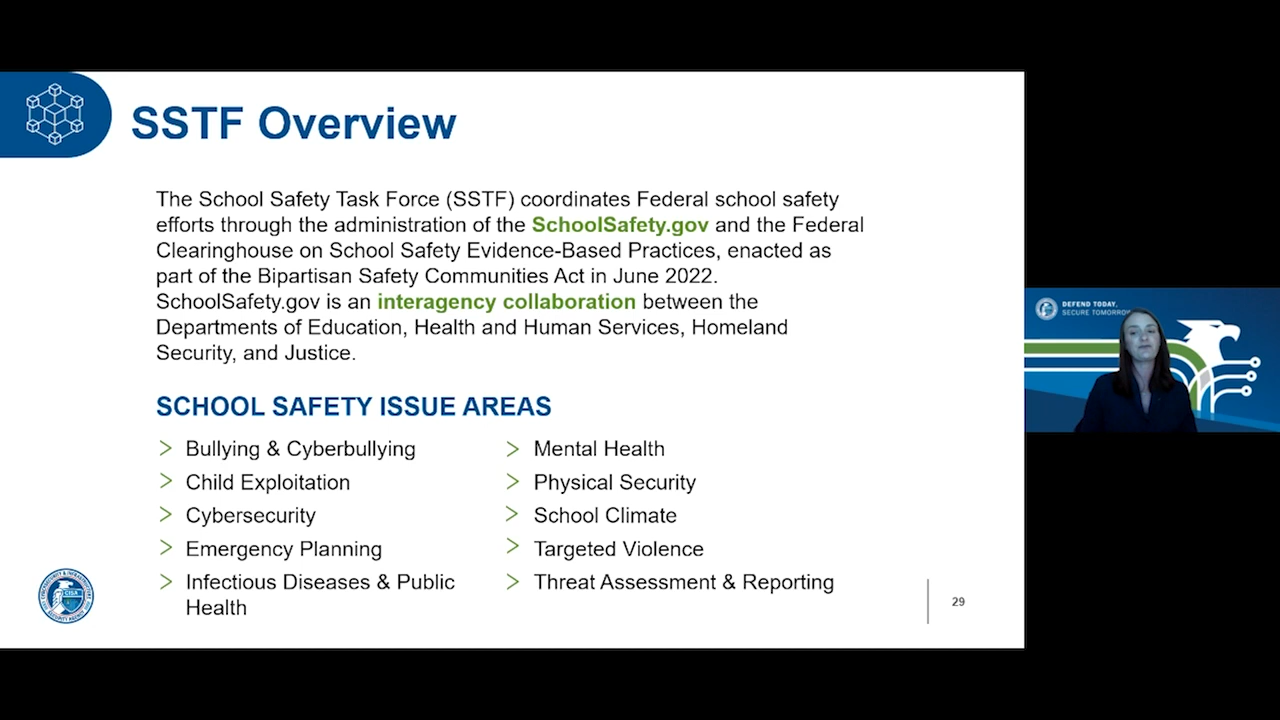 SSTF Overview
The School Safety Task Force (SSTF) coordinates Federal school safety
efforts through the administration of the SchoolSafety.gov and the Federal
Clearinghouse on School Safety Evidence-Based Practices, enacted as
part of the Bipartisan Safety Communities Act in June 2022.
SchoolSafety.gov is an interagency collaboration between the
Departments of Education, Health and Human Services, Homeland
Security, and Justice.
SCHOOL SAFETY ISSUE AREAS
> Bullying & Cyberbullying
> Child Exploitation
> Cybersecurity
> Emergency Planning
> Infectious Diseases & Public
Health
> Mental Health
> Physical Security
> School Climate
> Targeted Violence
> Threat Assessment & Reporting
CISA
29
DEFEND TODAY,
SECURE TOMORROW